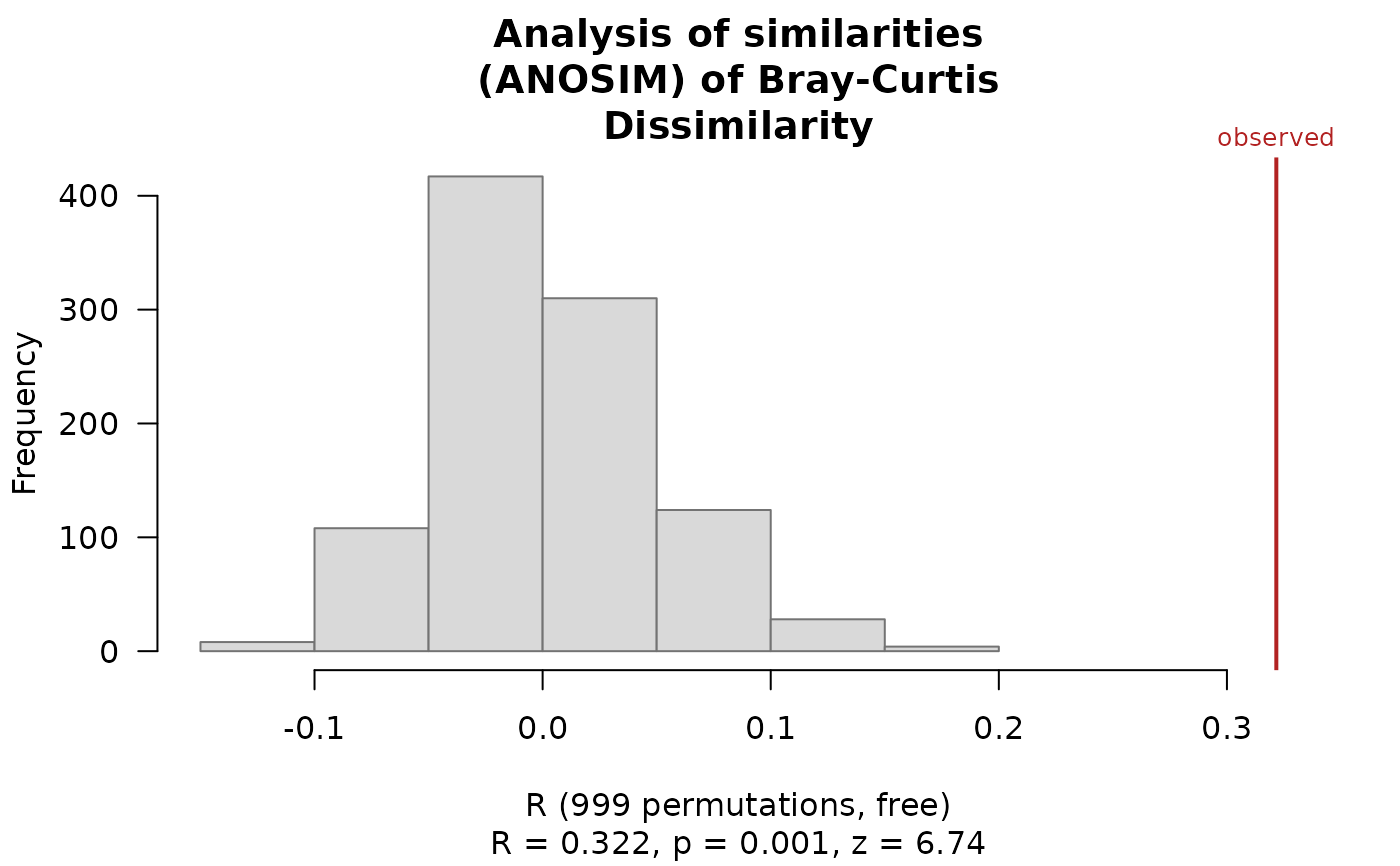 Analysis of similarities
(ANOSIM) of Bray-Curtis
Dissimilarity
observed
Frequency
400
300
200
100
0
-0.1
0.0
0.1
0.2
0.3
R (999 permutations, free)
R = 0.322, p = 0.001, z = 6.74